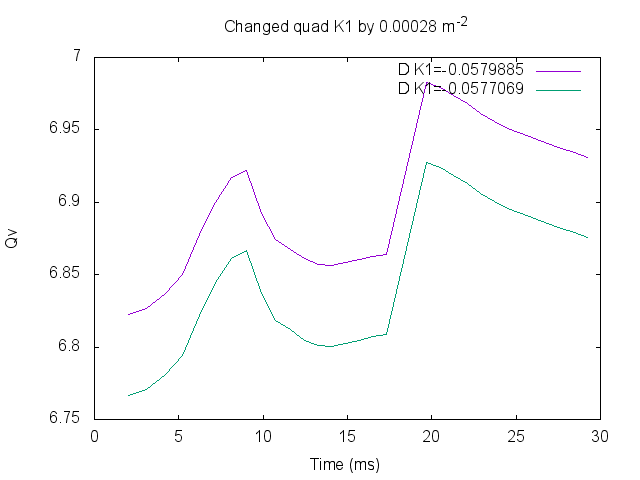 Changed quad K1 by 0.00028 m-2
D K1=-0.0579885
D K1=-0.0577069
7
6.95
6.9
6.85
6.8
6.75
Qv
0 5 10 15 20 25 30
Time (ms)